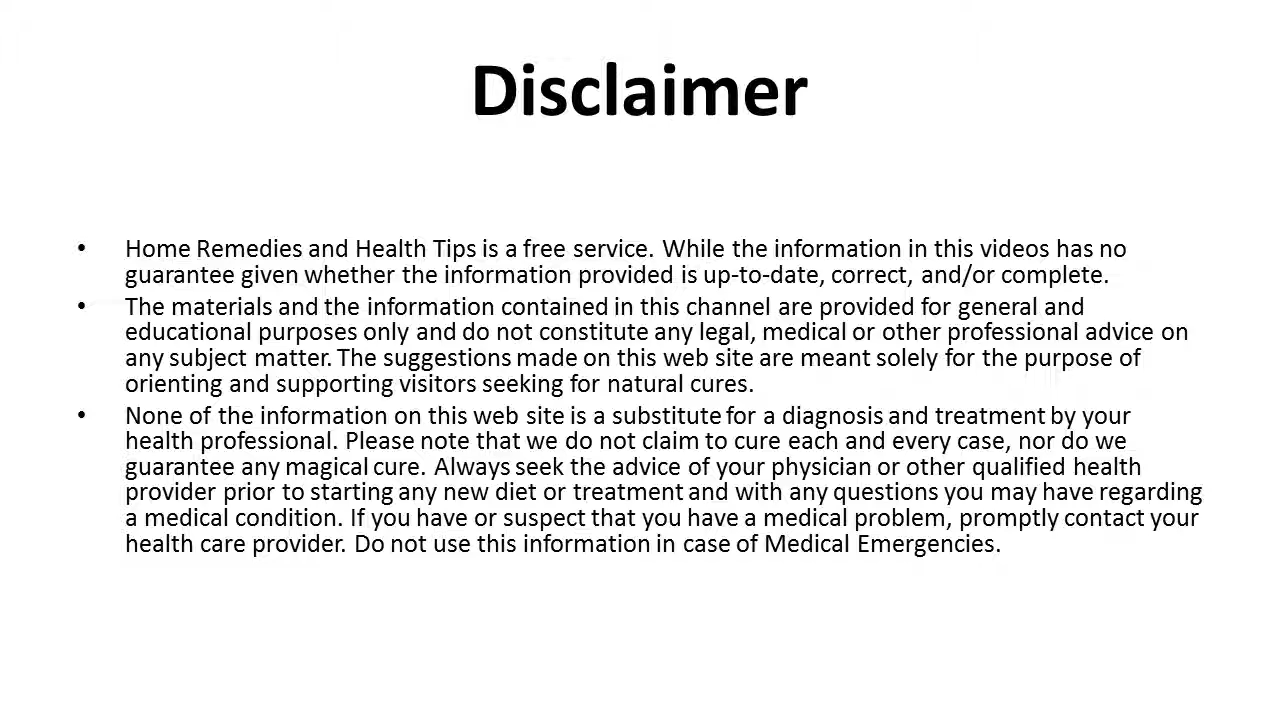 Disclaimer
• Home Remedies and Health Tips is a free service. While the information in this videos has no
guarantee given whether the information provided is up-to-date, correct, and/or complete.
• The materials and the information contained in this channel are provided for general and
educational purposes only and do not constitute any legal, medical or other professional advice on
any subject matter. The suggestions made on this web site are meant solely for the purpose of
orienting and supporting visitors seeking for natural cures.
• None of the information on this web site is a substitute for a diagnosis and treatment by your
health professional. Please note that we do not claim to cure each and every case, nor do we
guarantee any magical cure. Always seek the advice of your physician or other qualified health
provider prior to starting any new diet or treatment and with any questions you may have regarding
a medical condition. If you have or suspect that you have a medical problem, promptly contact your
health care provider. Do not use this information in case of Medical Emergencies.